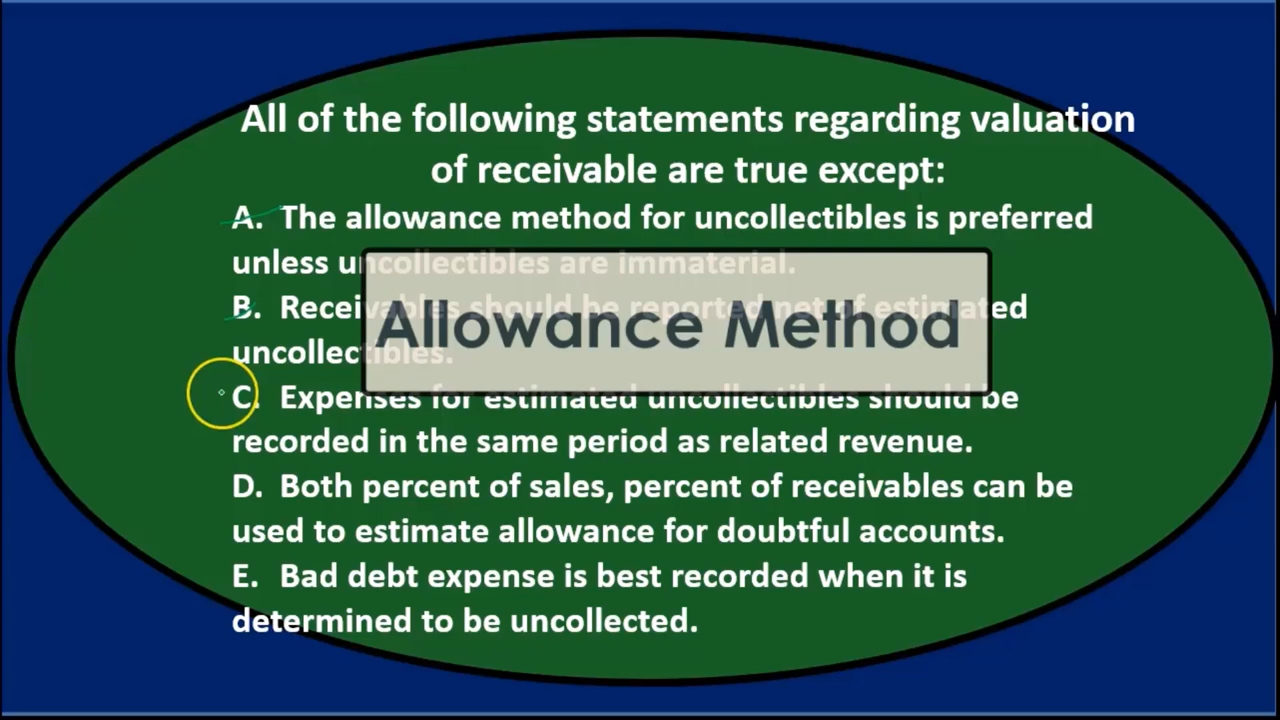 All of the following statements regarding valuation
of receivable are true except:
A. The allowance method for uncollectibles is preferred
unless uncollectibles are immaterial.
B. Receivables should be reported net of estimated
uncollectibles.
Allowance Method
C. Expenses for estimated uncollectibles should be
recorded in the same period as related revenue.
D. Both percent of sales, percent of receivables can be
used to estimate allowance for doubtful accounts.
E. Bad debt expense is best recorded when it is
determined to be uncollected.